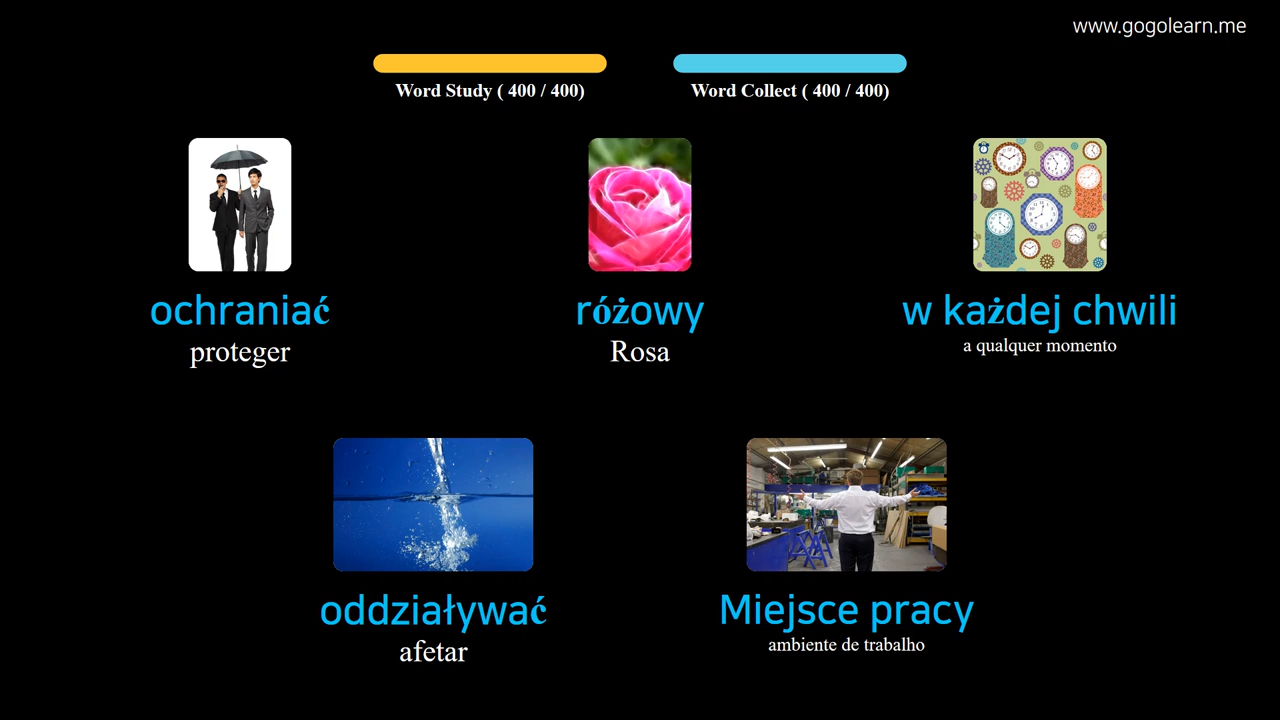 www.gogolearn.me
Word Study ( 400 / 400)
Word Collect ( 400 / 400)
ochraniać
proteger
różowy
Rosa
w każdej chwili
a qualquer momento
oddziaływać
afetar
Miejsce pracy
ambiente de trabalho